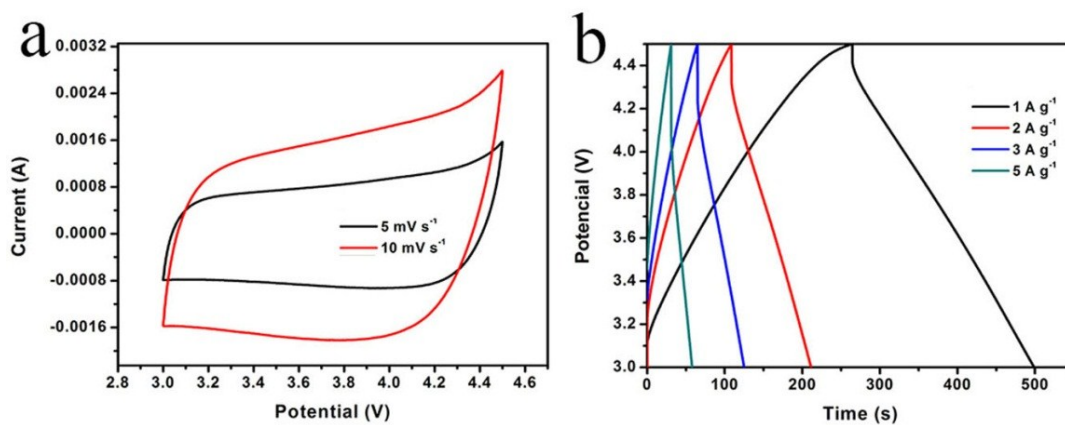 a
0.0032
0.0024
0.0016
0.0008
0.0000
-0.0008
-0.0016
Current (A)
5 mV s⁻¹
10 mV s⁻¹
2.8 3.0 3.2 3.4 3.6 3.8 4.0 4.2 4.4 4.6
Potential (V)
b
4.4
4.2
4.0
3.8
3.6
3.4
3.2
3.0
Potencial (V)
1 A g⁻¹
2 A g⁻¹
3 A g⁻¹
5 A g⁻¹
0 100 200 300 400 500
Time (s)